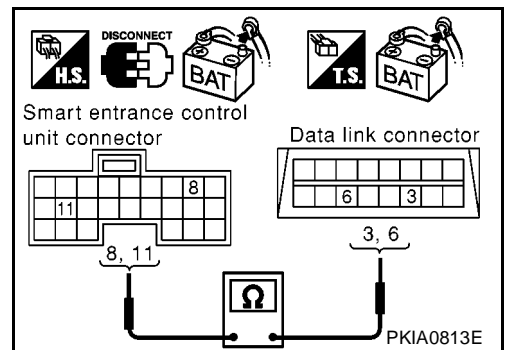 DISCONNECT
H.S.
BAT
T.S.
BAT
Smart entrance control
unit connector
Data link connector
8
11
6 3
8, 11
3, 6
Ω
PKIA0813E